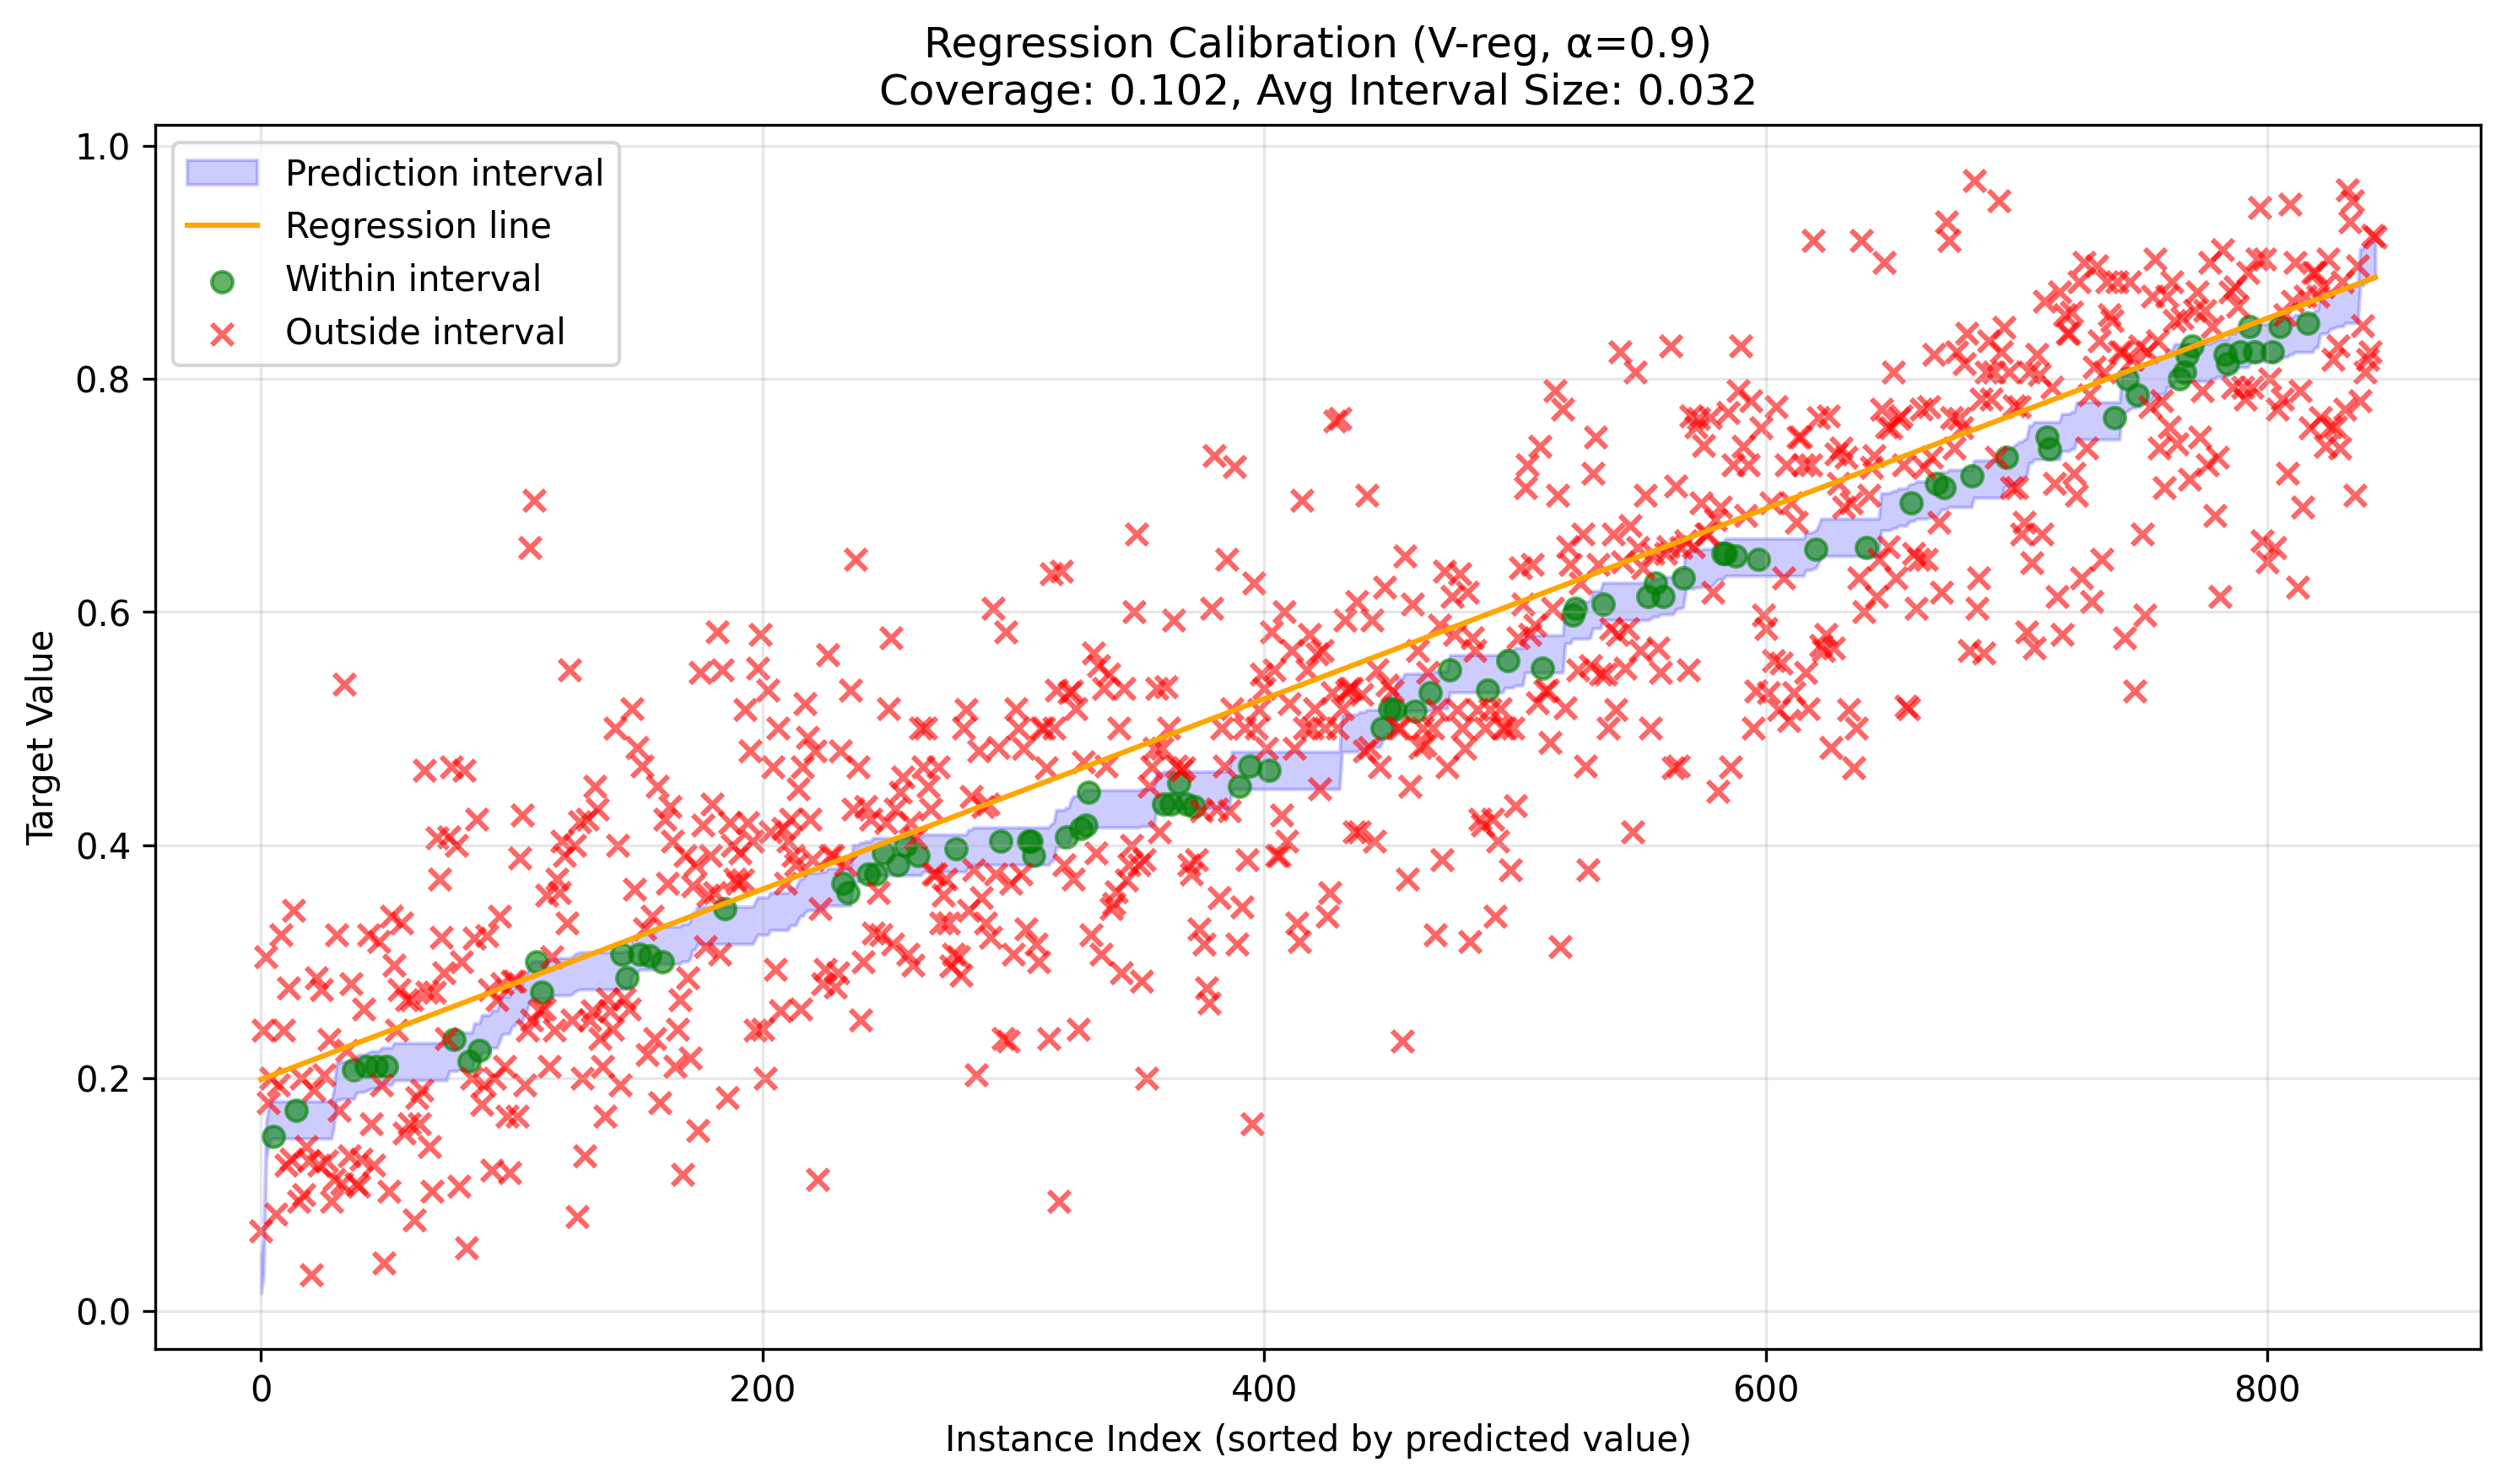 Regression Calibration (V-reg, α=0.9)
Coverage: 0.102, Avg Interval Size: 0.032
Prediction interval
Regression line
Within interval
Outside interval
Target Value
1.0
0.8
0.6
0.4
0.2
0.0
0 200 400 600 800
Instance Index (sorted by predicted value)